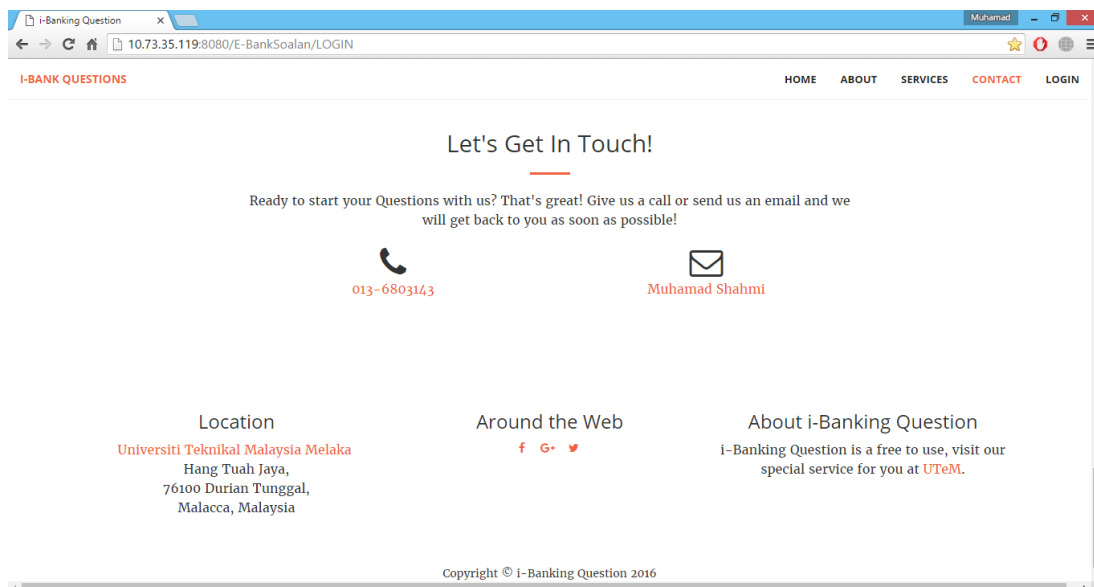 i-Banking Question
Muhamad
10.73.35.119:8080/E-BankSoalan/LOGIN
I-BANK QUESTIONS HOME ABOUT SERVICES CONTACT LOGIN
Let's Get In Touch!
Ready to start your Questions with us? That's great! Give us a call or send us an email and we
will get back to you as soon as possible!
013-6803143
Muhamad Shahmi
Location
Universiti Teknikal Malaysia Melaka
Hang Tuah Jaya,
76100 Durian Tunggal,
Malacca, Malaysia
Around the Web
About i-Banking Question
i-Banking Question is a free to use, visit our
special service for you at UTeM.
Copyright © i-Banking Question 2016